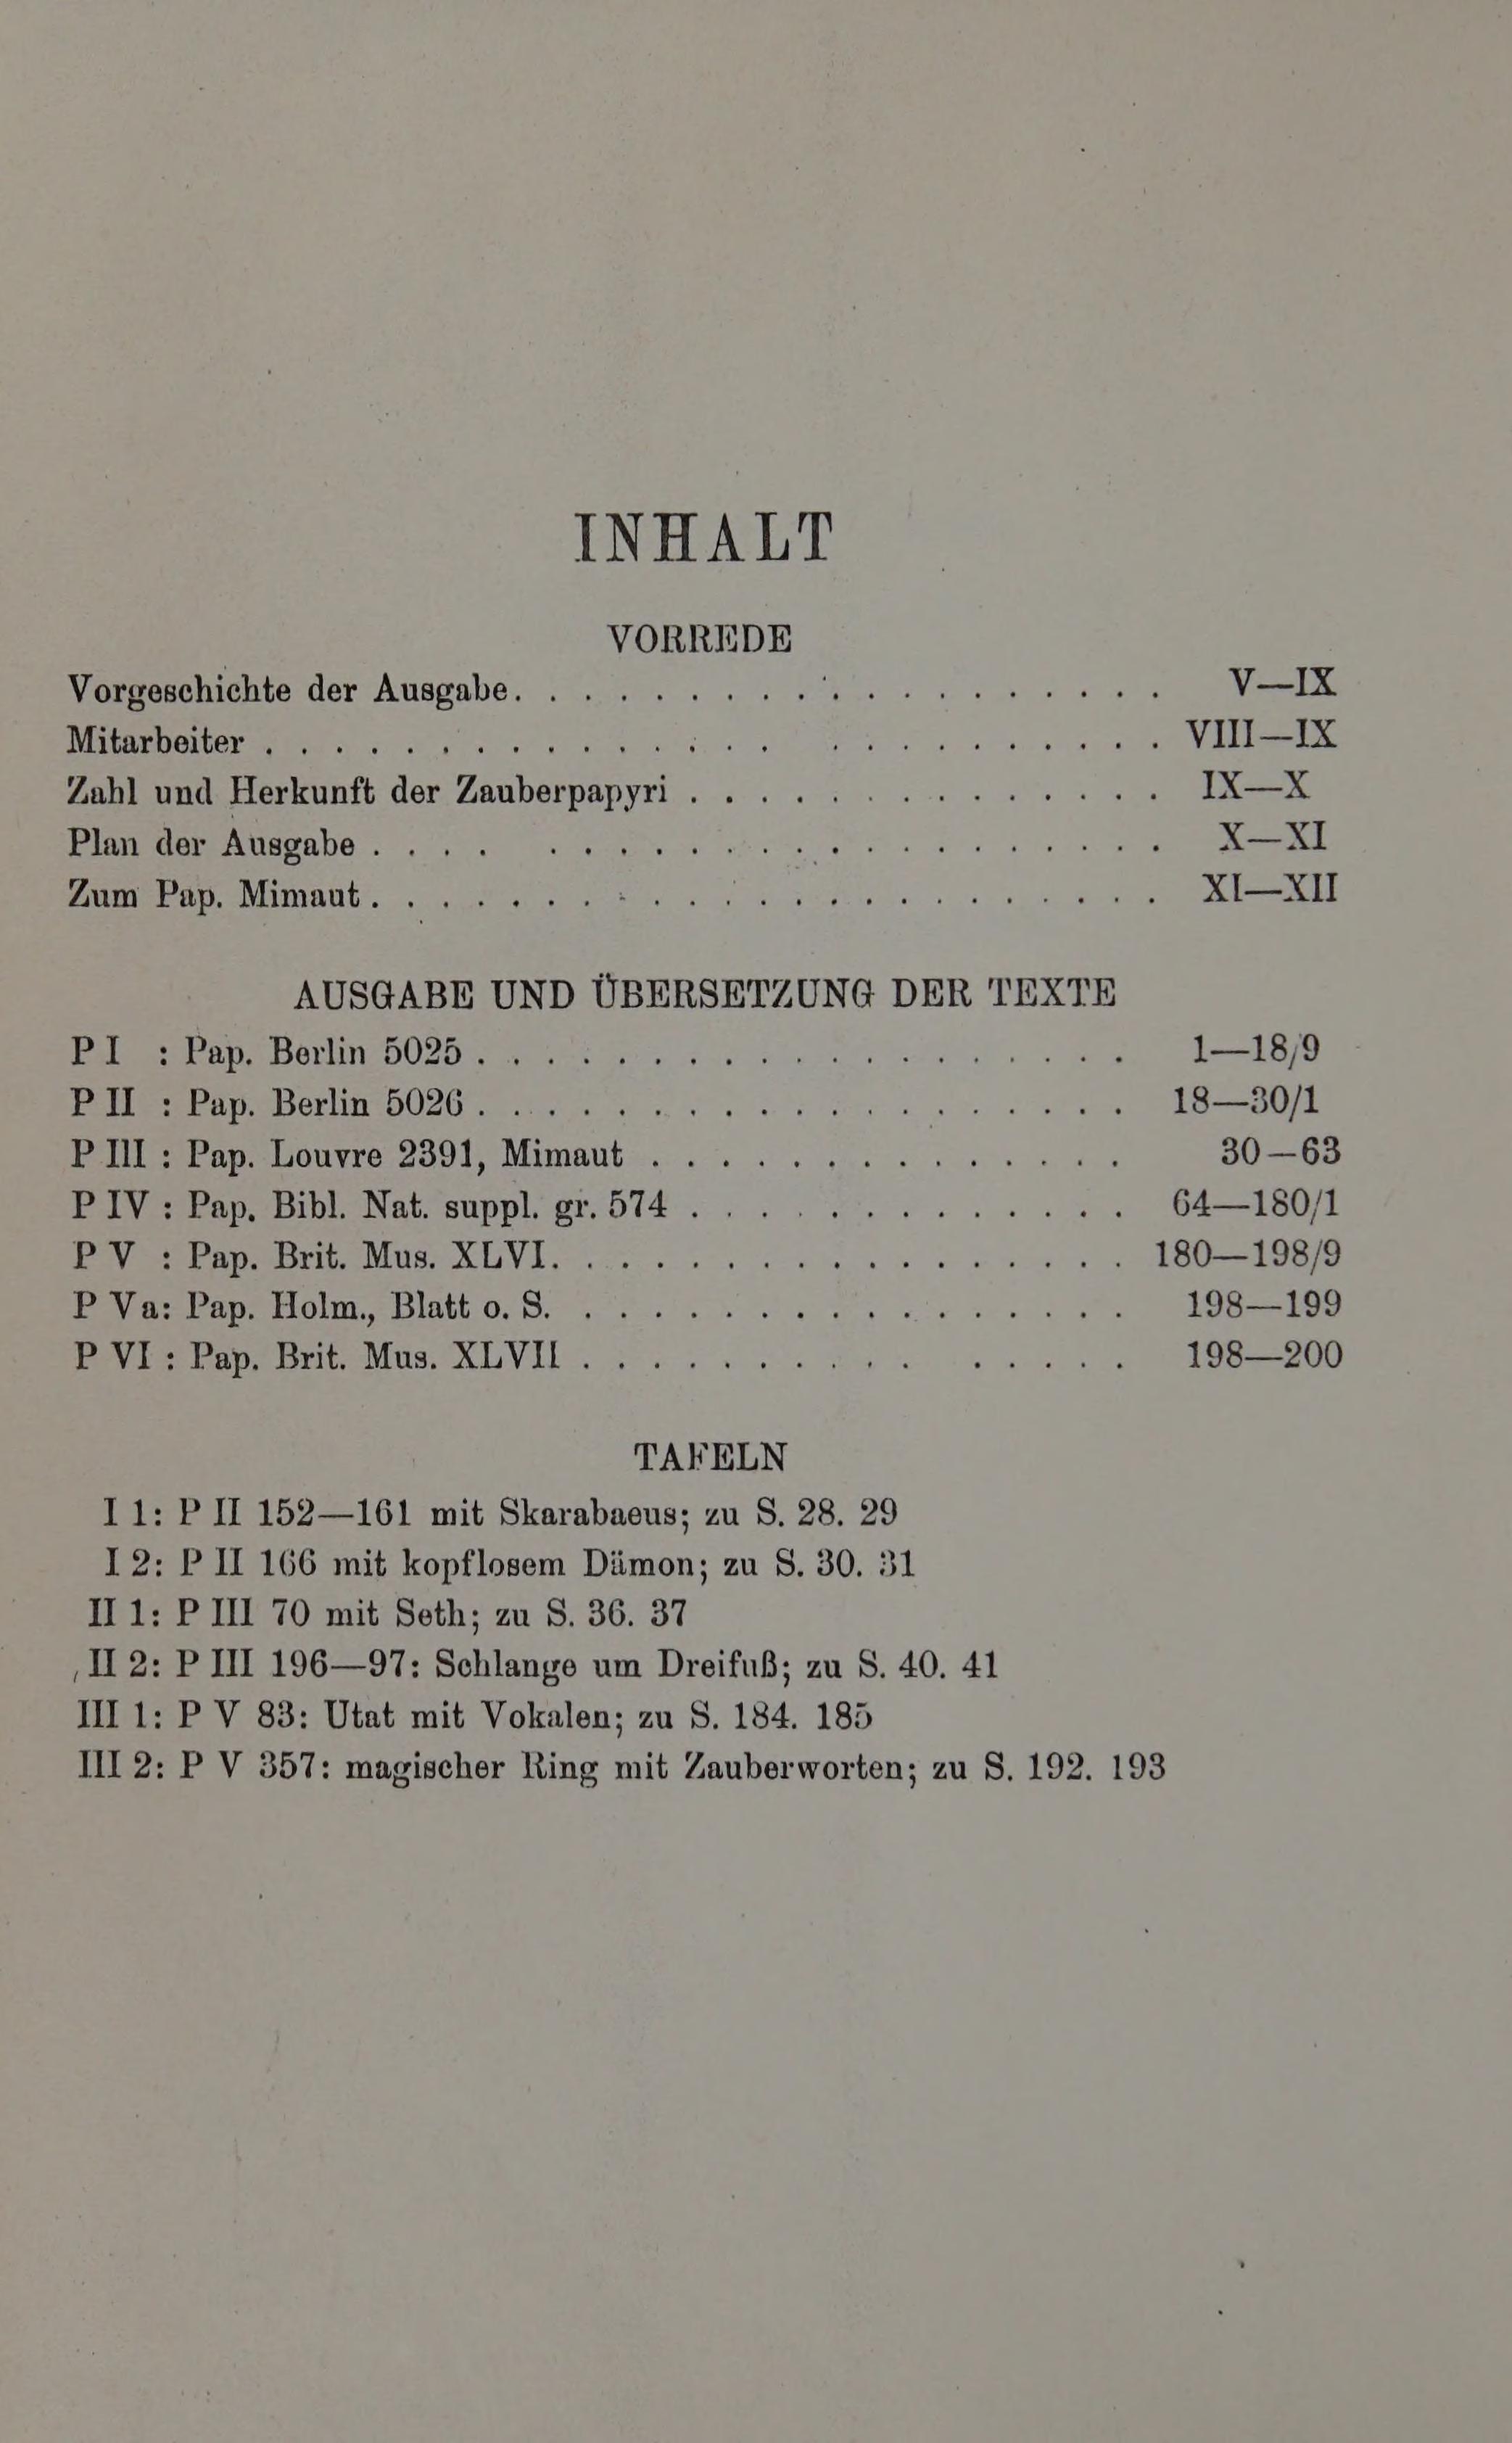 INHALT
VORREDE
Vorgeschichte der Ausgabe. . . . . . . . . . . . . . . . . . . V—IX
Mitarbeiter . . . . . . . . . . . . . . . . . . . . . . . . . . VIII—IX
Zahl und Herkunft der Zauberpapyri . . . . . . . . . . . . . . IX—X
Plan der Ausgabe . . . . . . . . . . . . . . . . . . . . . . X—XI
Zum Pap. Mimaut. . . . . . . . . . . . . . . . . . . . . . . XI—XII
AUSGABE UND ÜBERSETZUNG DER TEXTE
P I : Pap. Berlin 5025 . . . . . . . . . . . . . . . . . . . 1—18/9
P II : Pap. Berlin 5026 . . . . . . . . . . . . . . . . . . . 18—30/1
P III : Pap. Louvre 2391, Mimaut . . . . . . . . . . . . . . 30—63
P IV : Pap. Bibl. Nat. suppl. gr. 574 . . . . . . . . . . . . . 64—180/1
P V : Pap. Brit. Mus. XLVI. . . . . . . . . . . . . . . . . . 180—198/9
P Va: Pap. Holm., Blatt o. S. . . . . . . . . . . . . . . . . 198—199
P VI : Pap. Brit. Mus. XLVII . . . . . . . . . . . . . . . 198—200
TAFELN
I 1: P II 152—161 mit Skarabaeus; zu S. 28. 29
I 2: P II 166 mit kopflosem Dämon; zu S. 30. 31
II 1: P III 70 mit Seth; zu S. 36. 37
II 2: P III 196—97: Schlange um Dreifuß; zu S. 40. 41
III 1: P V 83: Utat mit Vokalen; zu S. 184. 185
III 2: P V 357: magischer Ring mit Zauberworten; zu S. 192. 193